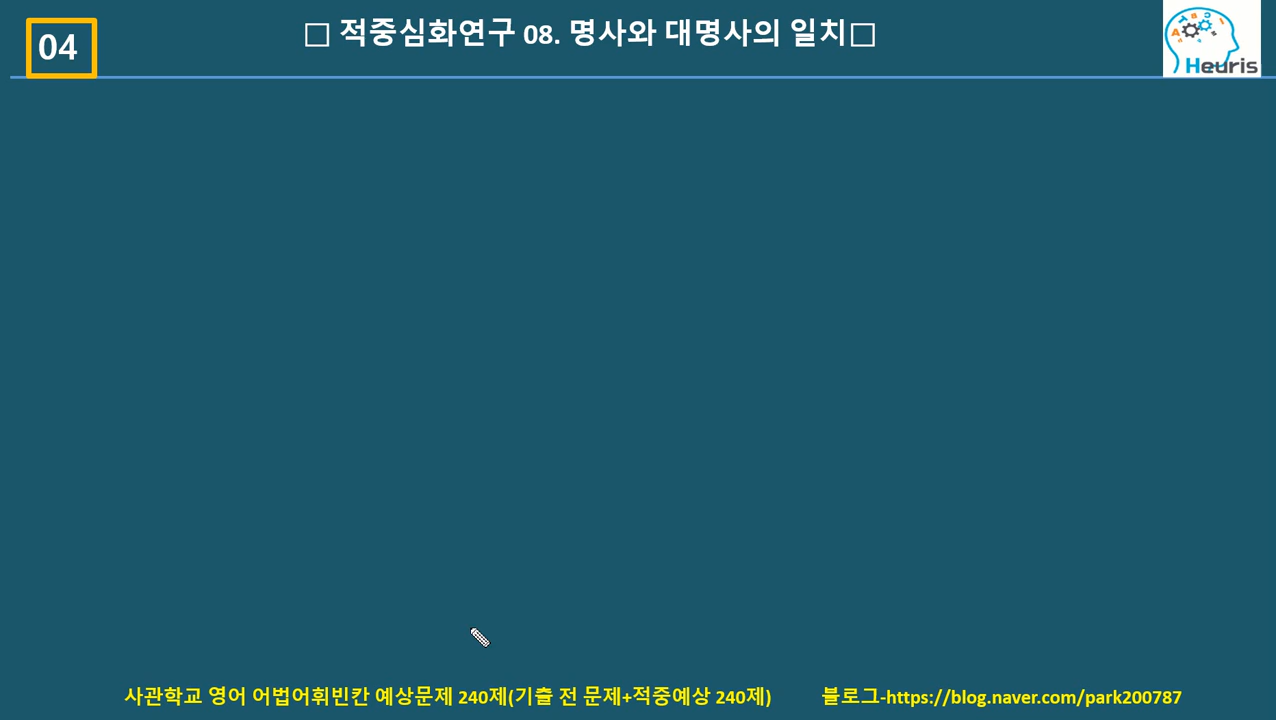 04
□ 적중심화연구 08. 명사와 대명사의 일치□
Heuris
사관학교 영어 어법어휘빈칸 예상문제 240제(기출 전 문제+적중예상 240제) 블로그-https://blog.naver.com/park200787